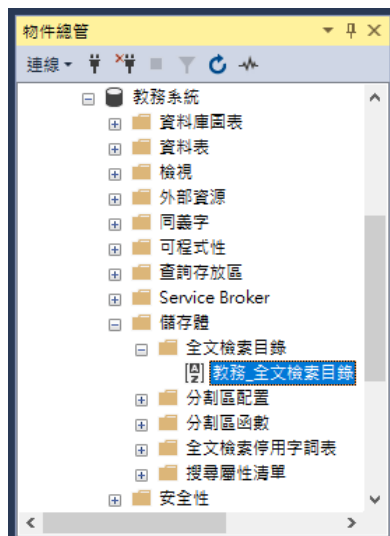 物件總管
連線
教務系統
資料庫圖表
資料表
檢視
外部資源
同義字
可程式性
查詢存放區
Service Broker
儲存體
全文檢索目錄
教務_全文檢索目錄
分割區配置
分割區函數
全文檢索停用字詞表
搜尋屬性清單
安全性